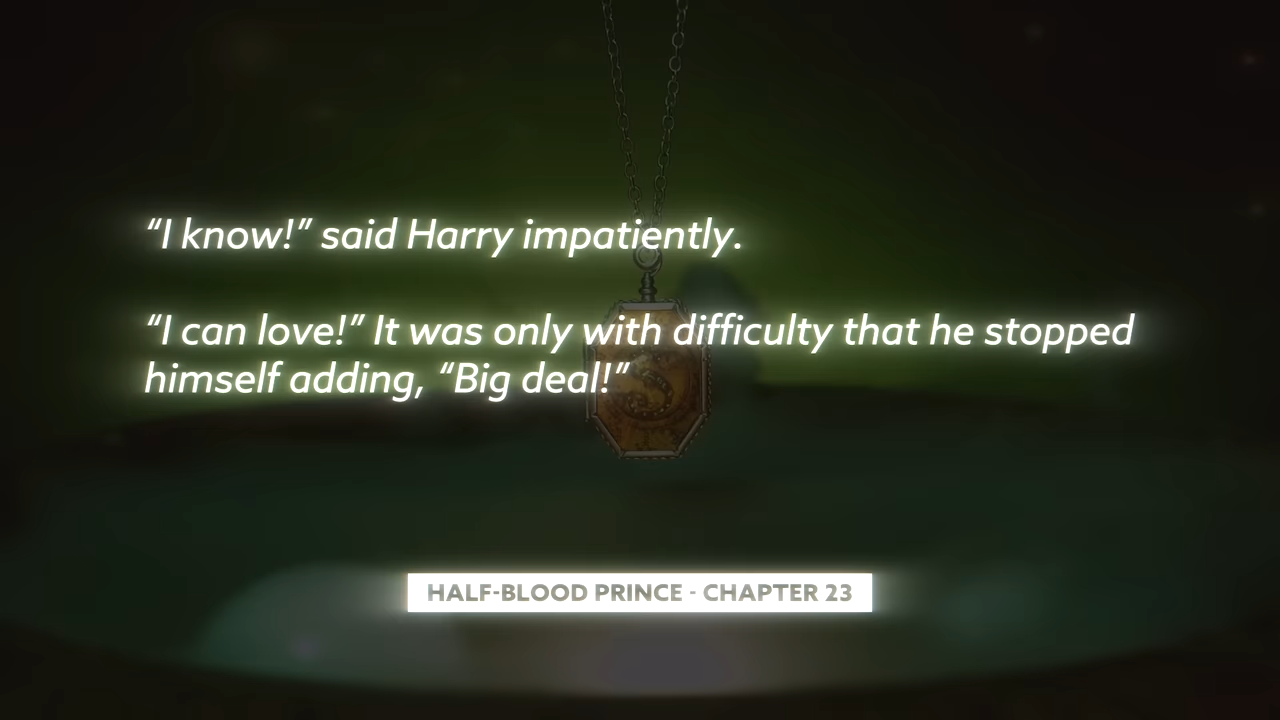 “I know!” said Harry impatiently.
“I can love!” It was only with difficulty that he stopped
himself adding, “Big deal!”
HALF-BLOOD PRINCE - CHAPTER 23